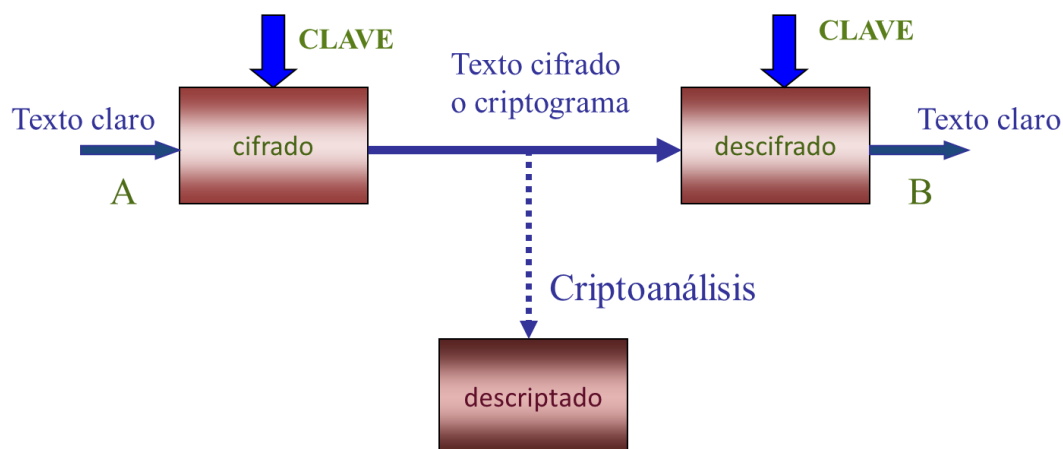 CLAVE
CLAVE
Texto cifrado
o criptograma
Texto claro
Texto claro
cifrado
descifrado
A
B
Criptoanálisis
descriptado